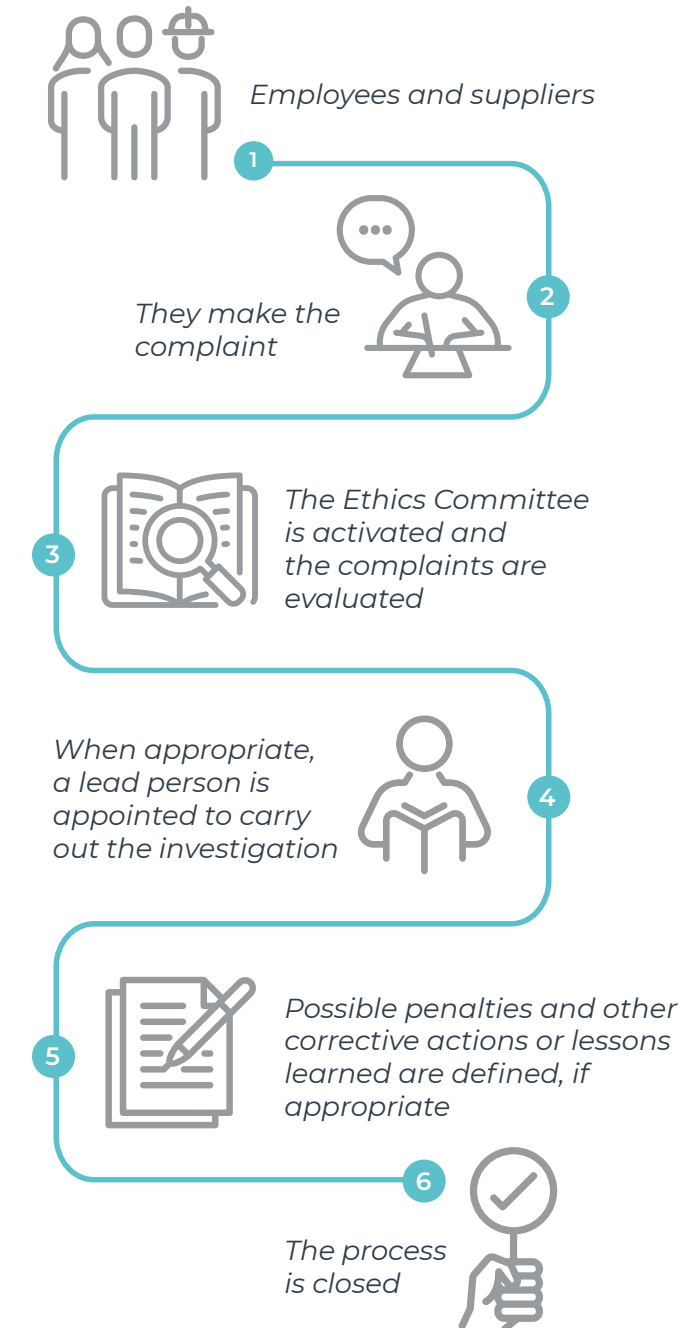 Employees and suppliers
1
2
They make the
complaint
The Ethics Committee
is activated and
the complaints are
evaluated
3
When appropriate,
a lead person is
appointed to carry
out the investigation
4
Possible penalties and other
corrective actions or lessons
learned are defined, if
appropriate
5
6
The process
is closed